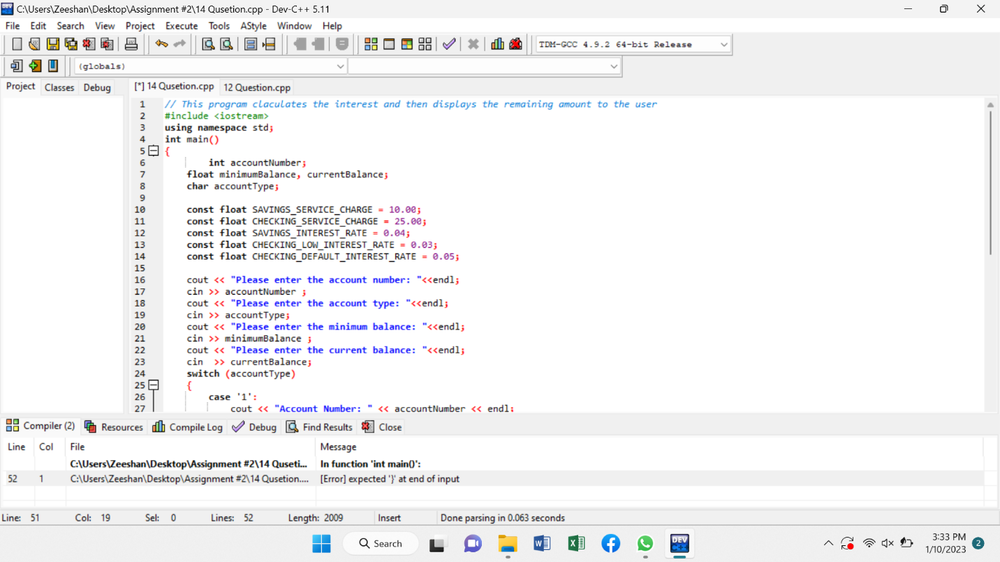 C:\Users\Zeeshan\Desktop\Assignment #2\14 Qusetion.cpp - Dev-C++ 5.11
File Edit Search View Project Execute Tools AStyle Window Help
TDM-GCC 4.9.2 64-bit Release
(globals)
Project Classes Debug [*] 14 Qusetion.cpp 12 Question.cpp
1 // This program claculates the interest and then displays the remaining amount to the user
2 #include <iostream>
3 using namespace std;
4 int main()
5 {
6 int accountNumber;
7 float minimumBalance, currentBalance;
8 char accountType;
9
10 const float SAVINGS_SERVICE_CHARGE = 10.00;
11 const float CHECKING_SERVICE_CHARGE = 25.00;
12 const float SAVINGS_INTEREST_RATE = 0.04;
13 const float CHECKING_LOW_INTEREST_RATE = 0.03;
14 const float CHECKING_DEFAULT_INTEREST_RATE = 0.05;
15
16 cout << "Please enter the account number: "<<endl;
17 cin >> accountNumber ;
18 cout << "Please enter the account type: "<<endl;
19 cin >> accountType;
20 cout << "Please enter the minimum balance: "<<endl;
21 cin >> minimumBalance ;
22 cout << "Please enter the current balance: "<<endl;
23 cin >> currentBalance;
24 switch (accountType)
25 {
26 case '1':
27 cout << "Account Number: " << accountNumber << endl;
Compiler (2) Resources Compile Log Debug Find Results Close
Line Col File Message
C:\Users\Zeeshan\Desktop\Assignment #2\14 Quseti... In function 'int main()':
52 1 C:\Users\Zeeshan\Desktop\Assignment #2\14 Qusetion.... [Error] expected '}' at end of input
Line: 51 Col: 19 Sel: 0 Lines: 52 Length: 2009 Insert Done parsing in 0.063 seconds
Search
DEV
3:33 PM
1/10/2023
2